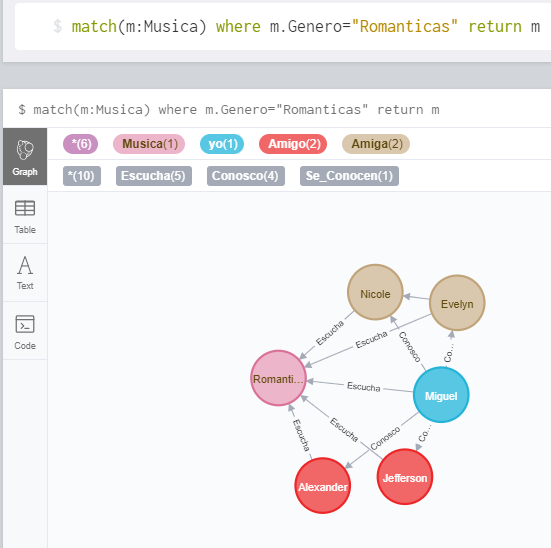 $ match(m:Musica) where m.Genero="Romanticas" return m
$ match(m:Musica) where m.Genero="Romanticas" return m
*(6) Musica(1) yo(1) Amigo(2) Amiga(2)
*(10) Escucha(5) Conosco(4) Se_Conocen(1)
Graph
Table
Text
Code
Nicole
Evelyn
Escucha
Escucha
Conosco
Co...
Romanti...
Escucha
Miguel
Escucha
Escucha
Conosco
Co...
Alexander
Jefferson